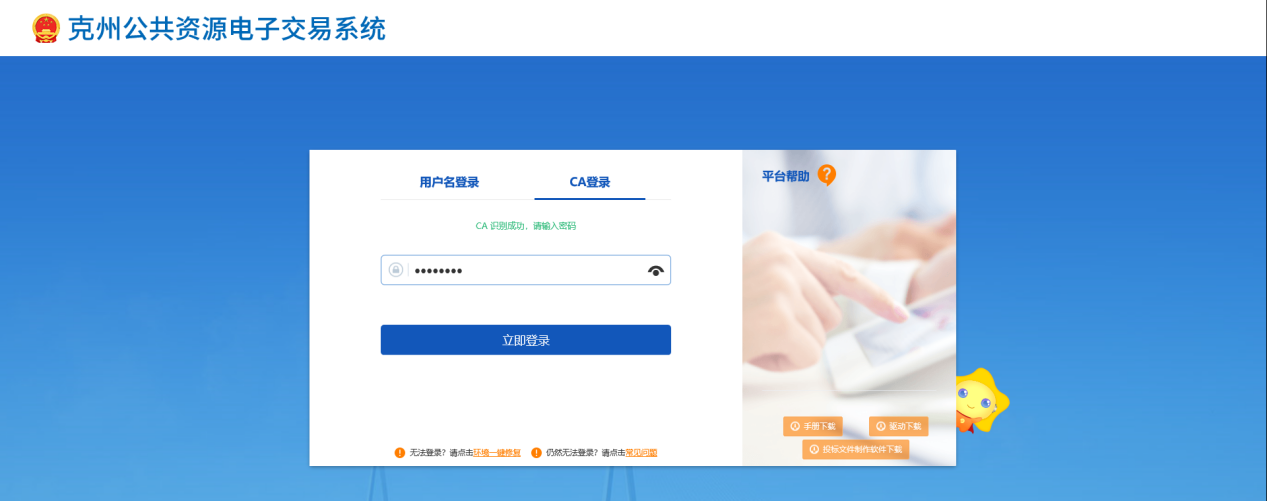 克州公共资源电子交易系统
用户名登录 CA登录
平台帮助 ?
CA 识别成功，请输入密码
••••••••
立即登录
手册下载 驱动下载
投标文件制作软件下载
无法登录？请点击环境一键修复 仍然无法登录？请点击常见问题